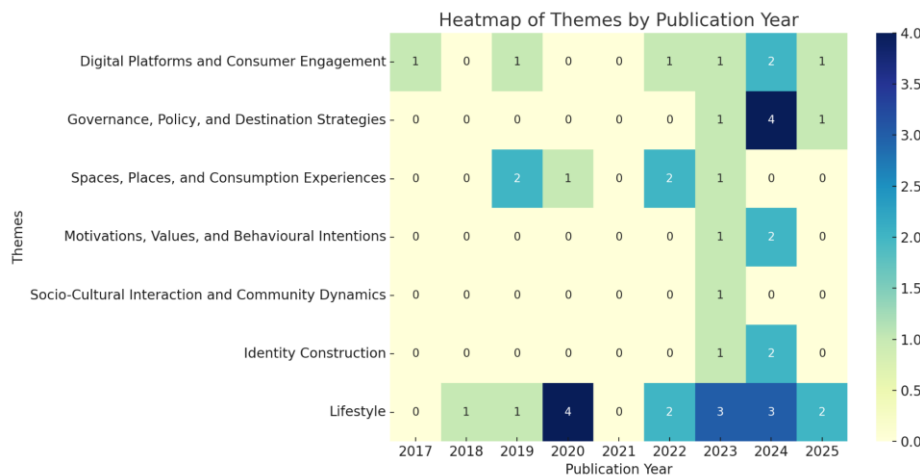 Heatmap of Themes by Publication Year
Digital Platforms and Consumer Engagement 1 0 1 0 0 1 1 2 1
Governance, Policy, and Destination Strategies 0 0 0 0 0 0 1 4 1
Spaces, Places, and Consumption Experiences 0 0 2 1 0 2 1 0 0
Motivations, Values, and Behavioural Intentions 0 0 0 0 0 0 1 2 0
Socio-Cultural Interaction and Community Dynamics 0 0 0 0 0 0 1 0 0
Identity Construction 0 0 0 0 0 0 1 2 0
Lifestyle 0 1 1 4 0 2 3 3 2
2017 2018 2019 2020 2021 2022 2023 2024 2025
Publication Year
Themes
4.0
3.5
3.0
2.5
2.0
1.5
1.0
0.5
0.0